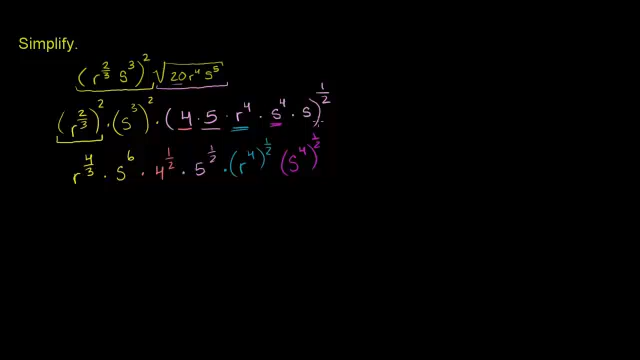 Simplify.
(r^{2/3} s^3)^2 √(20r^4 s^5)
(r^{2/3})^2 · (s^3)^2 · (4 · 5 · r^4 · s^4 · s)^{1/2}
r^{4/3} · s^6 · 4^{1/2} · 5^{1/2} · (r^4)^{1/2} (s^4)^{1/2}